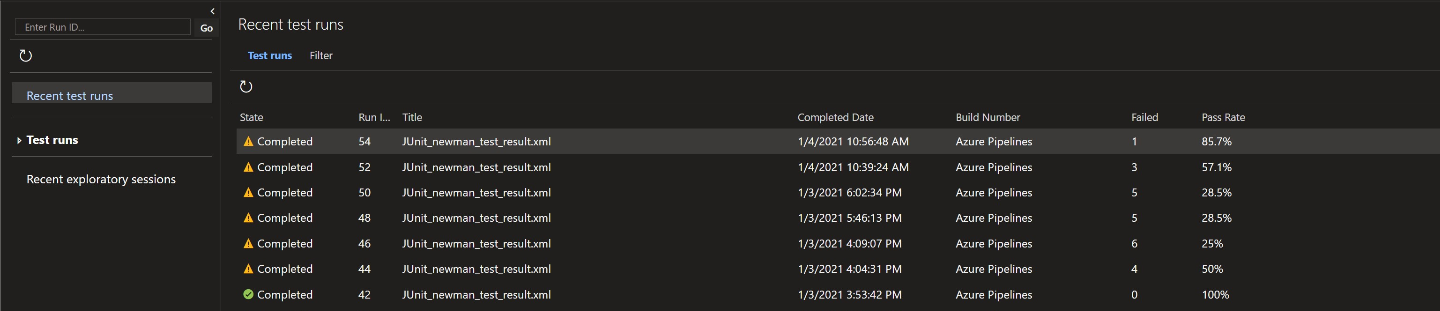 Enter Run ID...
Go
Recent test runs
Test runs
Recent exploratory sessions
Recent test runs
Test runs Filter
State Run I... Title Completed Date Build Number Failed Pass Rate
Completed 54 JUnit_newman_test_result.xml 1/4/2021 10:56:48 AM Azure Pipelines 1 85.7%
Completed 52 JUnit_newman_test_result.xml 1/4/2021 10:39:24 AM Azure Pipelines 3 57.1%
Completed 50 JUnit_newman_test_result.xml 1/3/2021 6:02:34 PM Azure Pipelines 5 28.5%
Completed 48 JUnit_newman_test_result.xml 1/3/2021 5:46:13 PM Azure Pipelines 5 28.5%
Completed 46 JUnit_newman_test_result.xml 1/3/2021 4:09:07 PM Azure Pipelines 6 25%
Completed 44 JUnit_newman_test_result.xml 1/3/2021 4:04:31 PM Azure Pipelines 4 50%
Completed 42 JUnit_newman_test_result.xml 1/3/2021 3:53:42 PM Azure Pipelines 0 100%